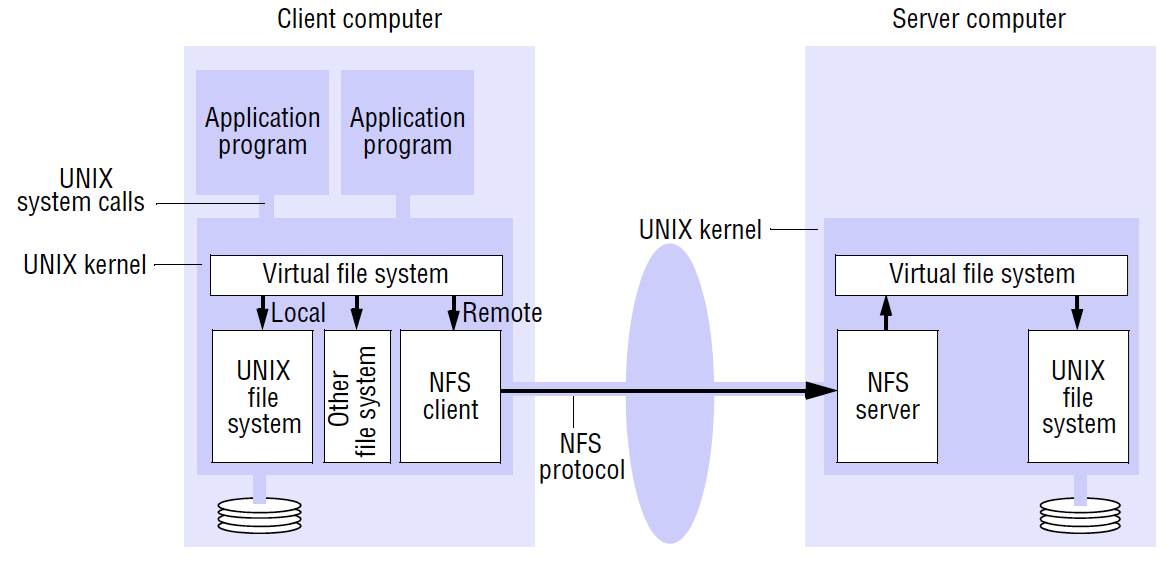 Client computer
Server computer
Application
program
Application
program
UNIX
system calls
UNIX kernel
Virtual file system
Local
Remote
UNIX
file
system
Other
file system
NFS
client
NFS
protocol
UNIX kernel
Virtual file system
NFS
server
UNIX
file
system